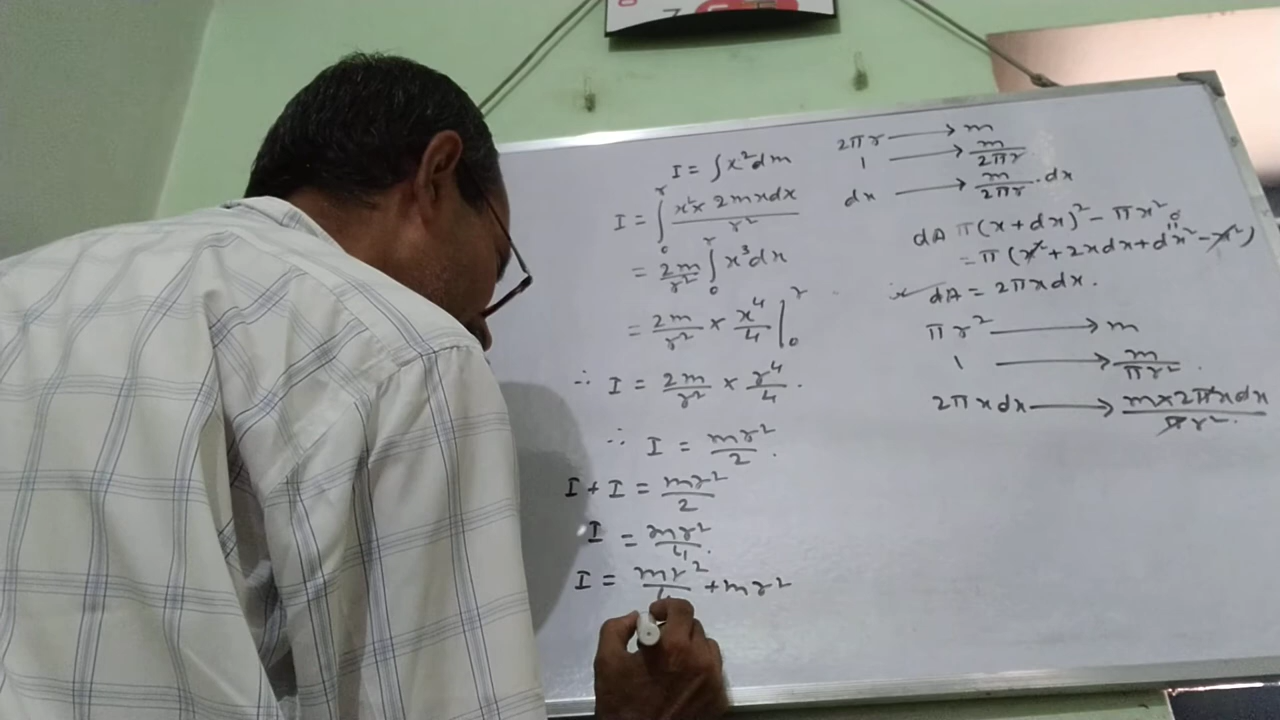 I = ∫x²dm
I = ∫₀ʳ x² × 2mxdx / r²
= 2m/r² ∫₀ʳ x³dx
= 2m/r² × x⁴/4 |₀ʳ
∴ I = 2m/r² × r⁴/4 .
∴ I = mr²/2 .
I + I = mr²/2
I = mr²/4 .
I = mr²/4 + mr²
2πr → m
1 → m/2πr
dx → m/2πr . dx
dA π(x+dx)² - πx²
= π(x² + 2xdx + dx² - x²)
dA = 2πxdx .
πr² → m
1 → m/πr² .
2πxdx → m×2πxdx / πr² .